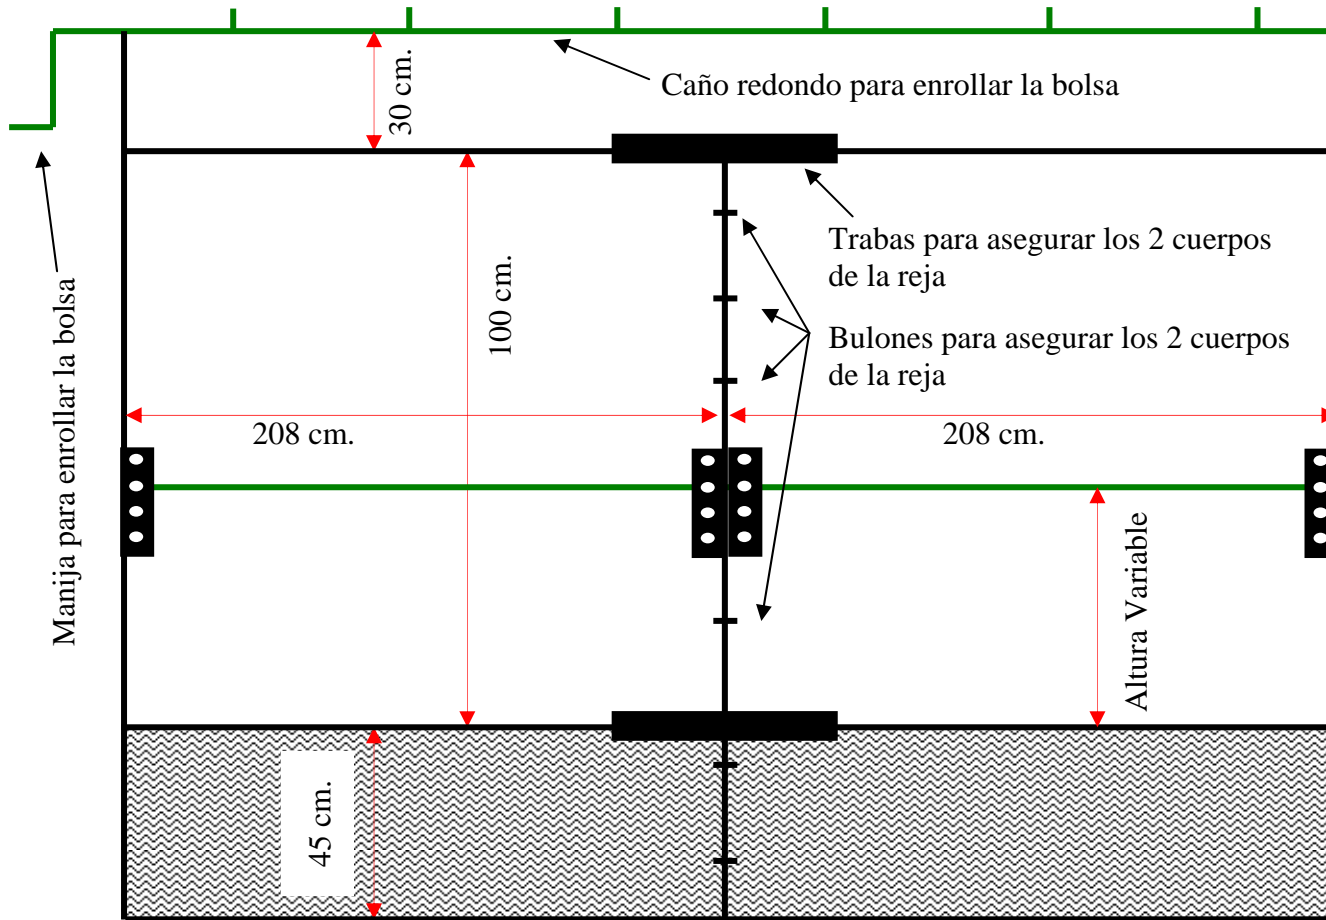 30 cm.
Caño redondo para enrollar la bolsa
Manija para enrollar la bolsa
100 cm.
Trabas para asegurar los 2 cuerpos
de la reja
Bulones para asegurar los 2 cuerpos
de la reja
208 cm.
208 cm.
Altura Variable
45 cm.